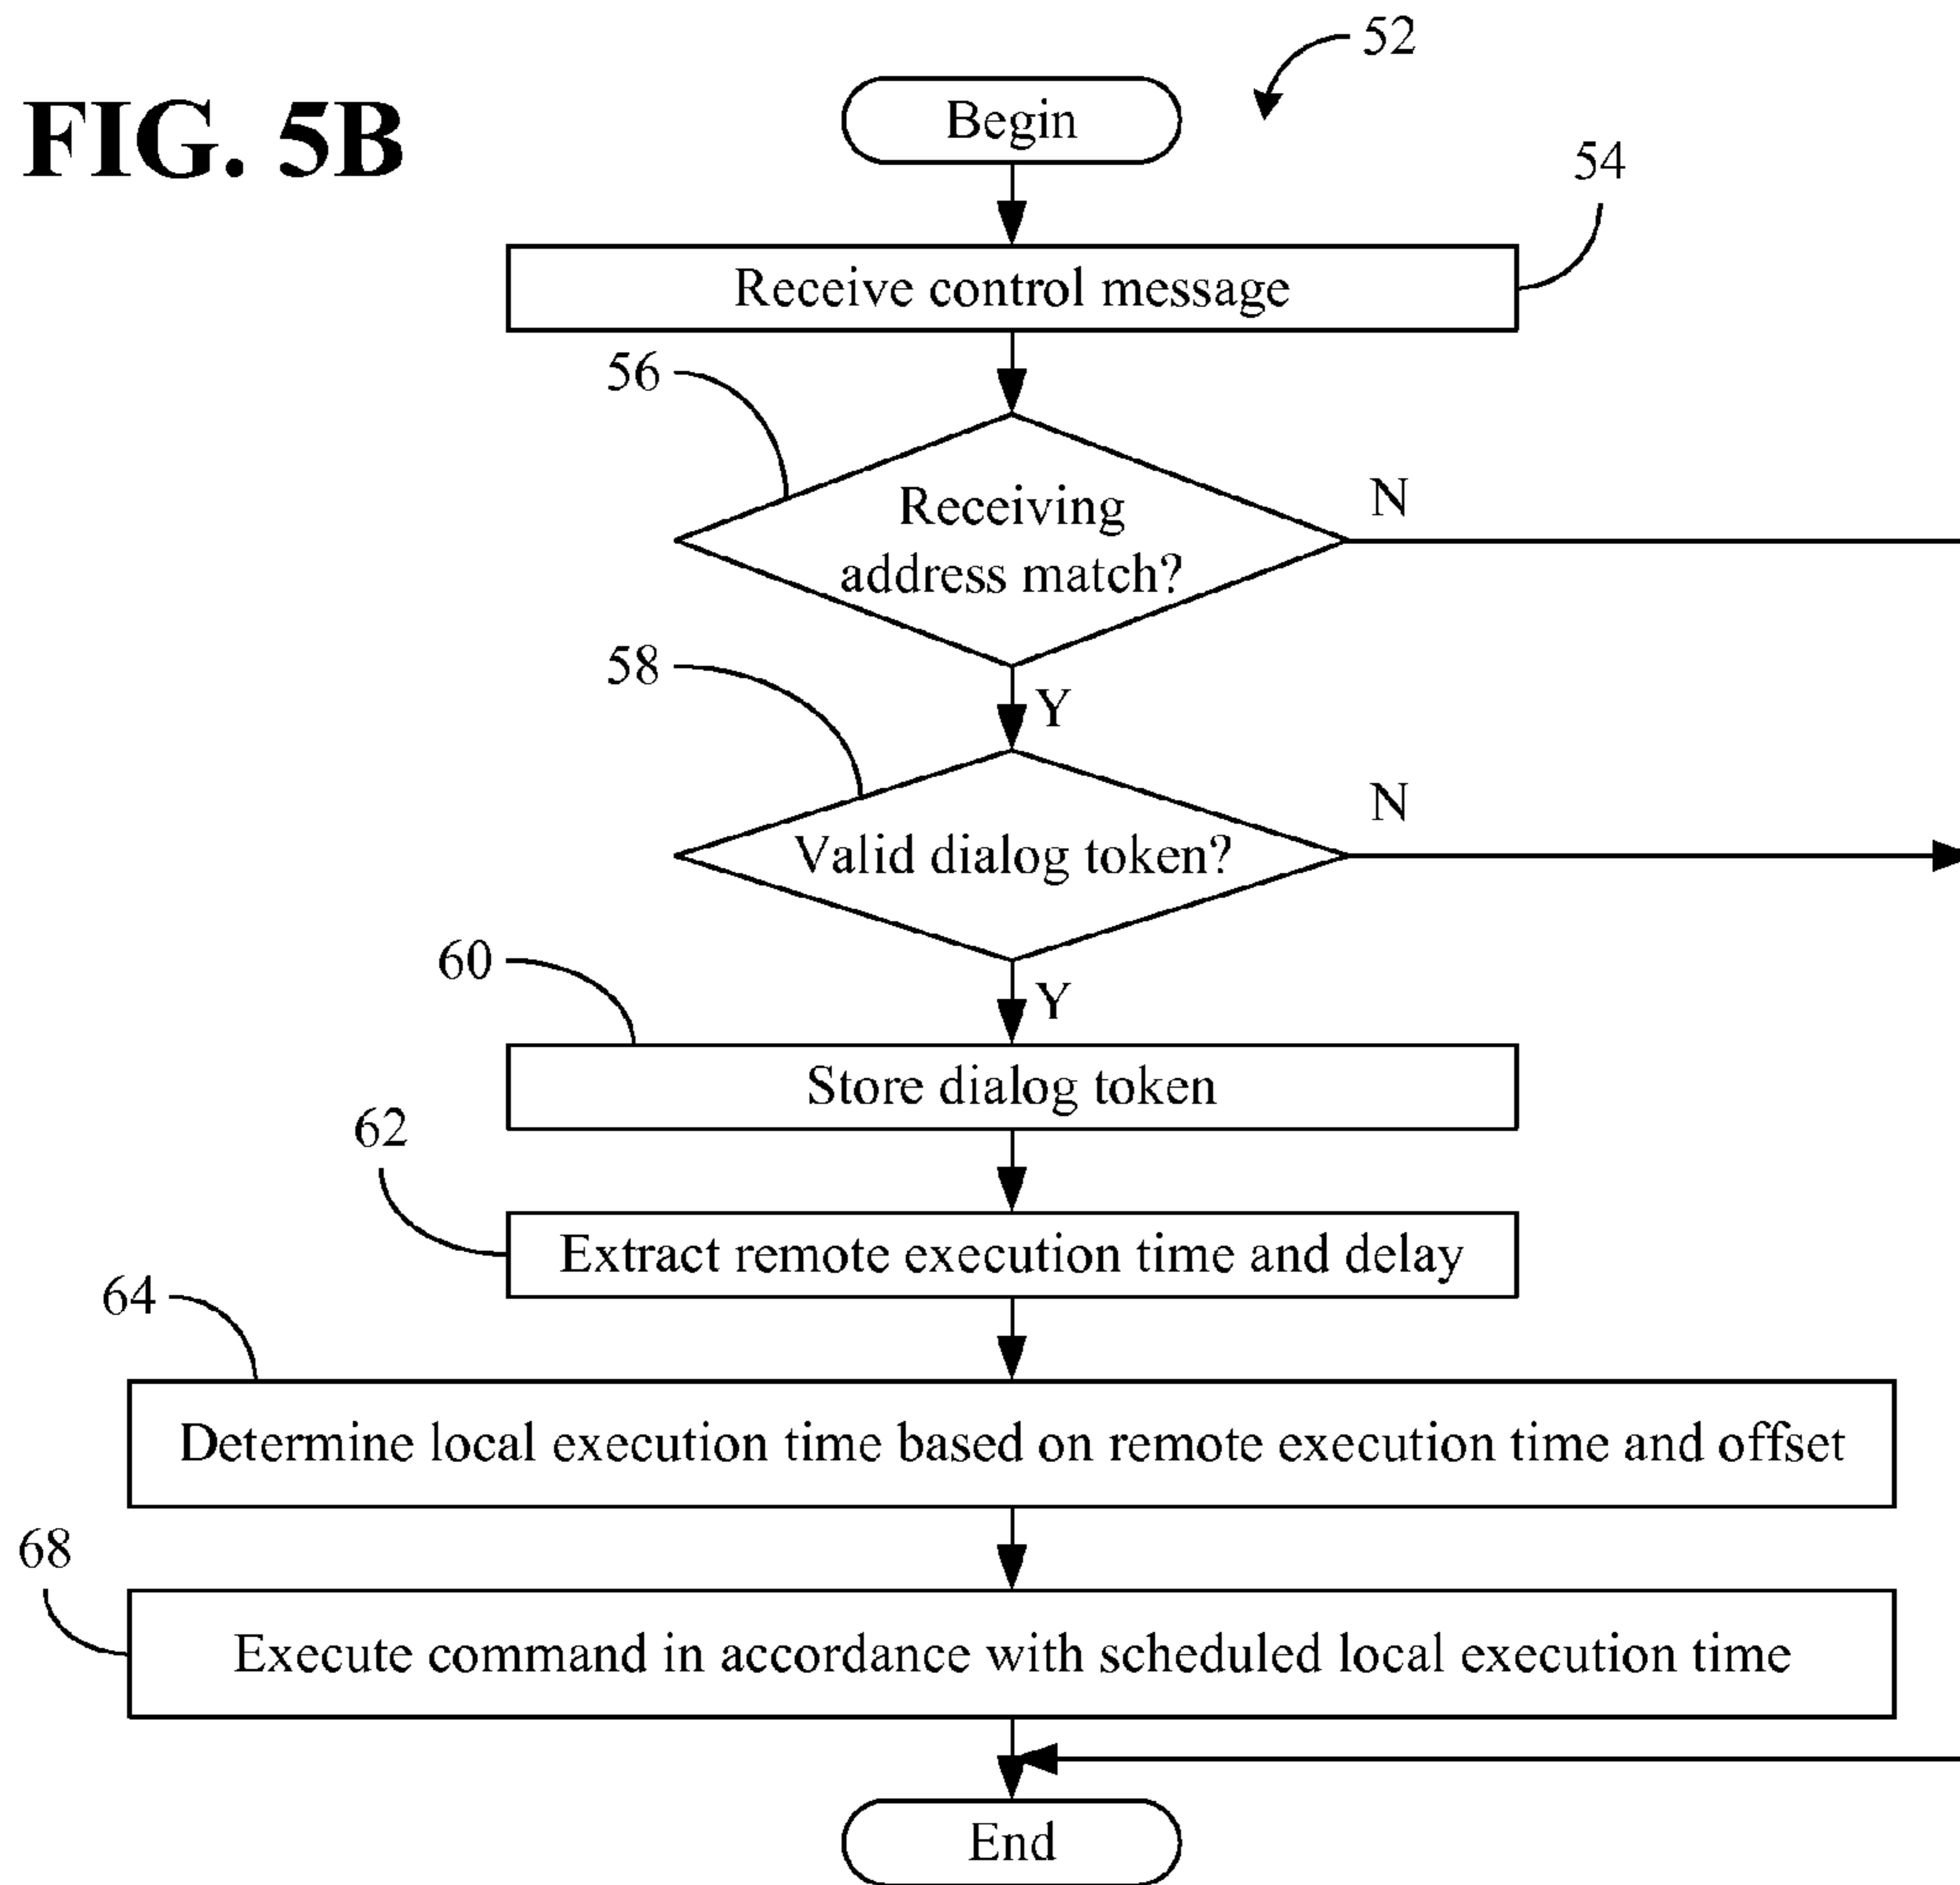 FIG. 5B
52
Begin
54
Receive control message
56
Receiving
address match?
N
58
Y
Valid dialog token?
N
60
Y
Store dialog token
62
Extract remote execution time and delay
64
Determine local execution time based on remote execution time and offset
68
Execute command in accordance with scheduled local execution time
End